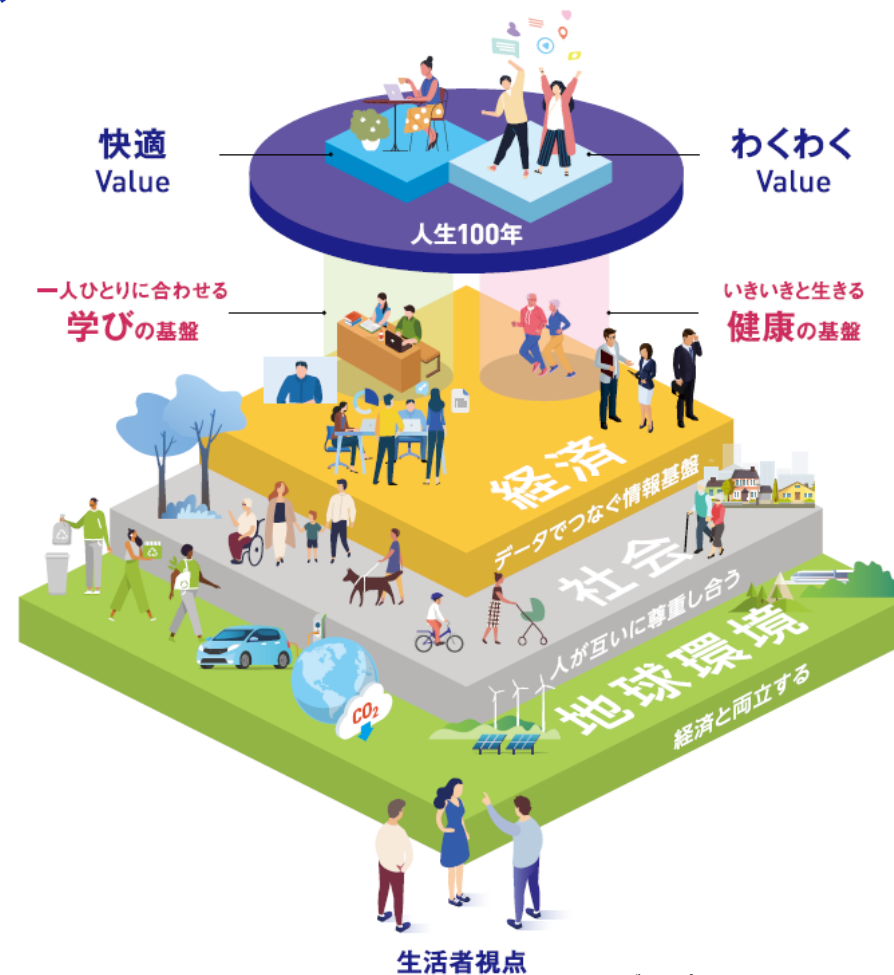 快適
Value
わくわく
Value
人生100年
一人ひとりに合わせる
学びの基盤
いきいきと生きる
健康の基盤
経済
データでつなぐ情報基盤
社会
人が互いに尊重し合う
地球環境
経済と両立する
CO2
生活者視点